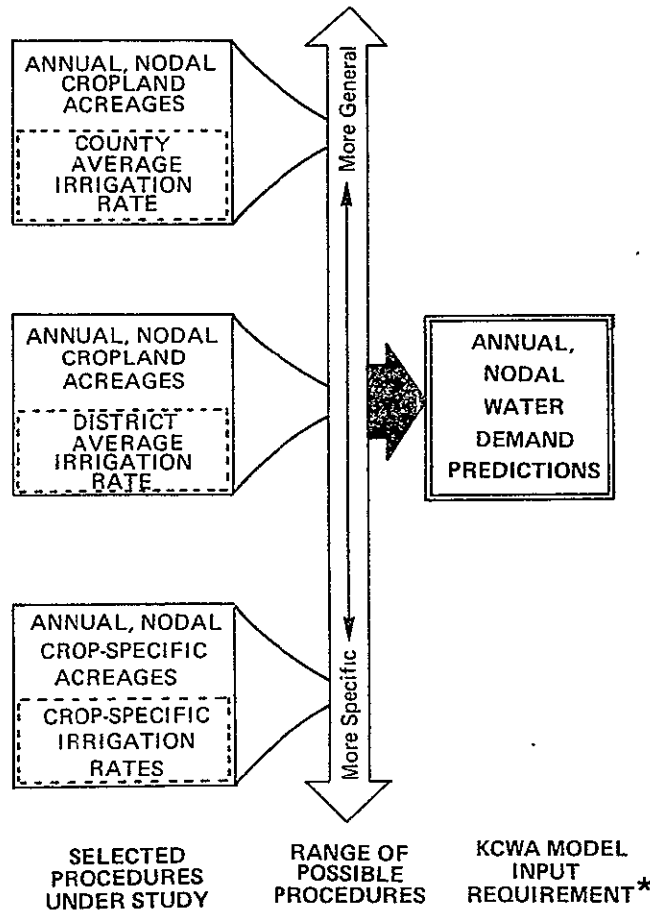 ANNUAL, NODAL
CROPLAND
ACREAGES
COUNTY
AVERAGE
IRRIGATION
RATE
ANNUAL, NODAL
CROPLAND
ACREAGES
DISTRICT
AVERAGE
IRRIGATION
RATE
ANNUAL, NODAL
CROP-SPECIFIC
ACREAGES
CROP-SPECIFIC
IRRIGATION
RATES
More General
More Specific
ANNUAL,
NODAL
WATER
DEMAND
PREDICTIONS
SELECTED
PROCEDURES
UNDER STUDY
RANGE OF
POSSIBLE
PROCEDURES
KCWA MODEL
INPUT
REQUIREMENT*